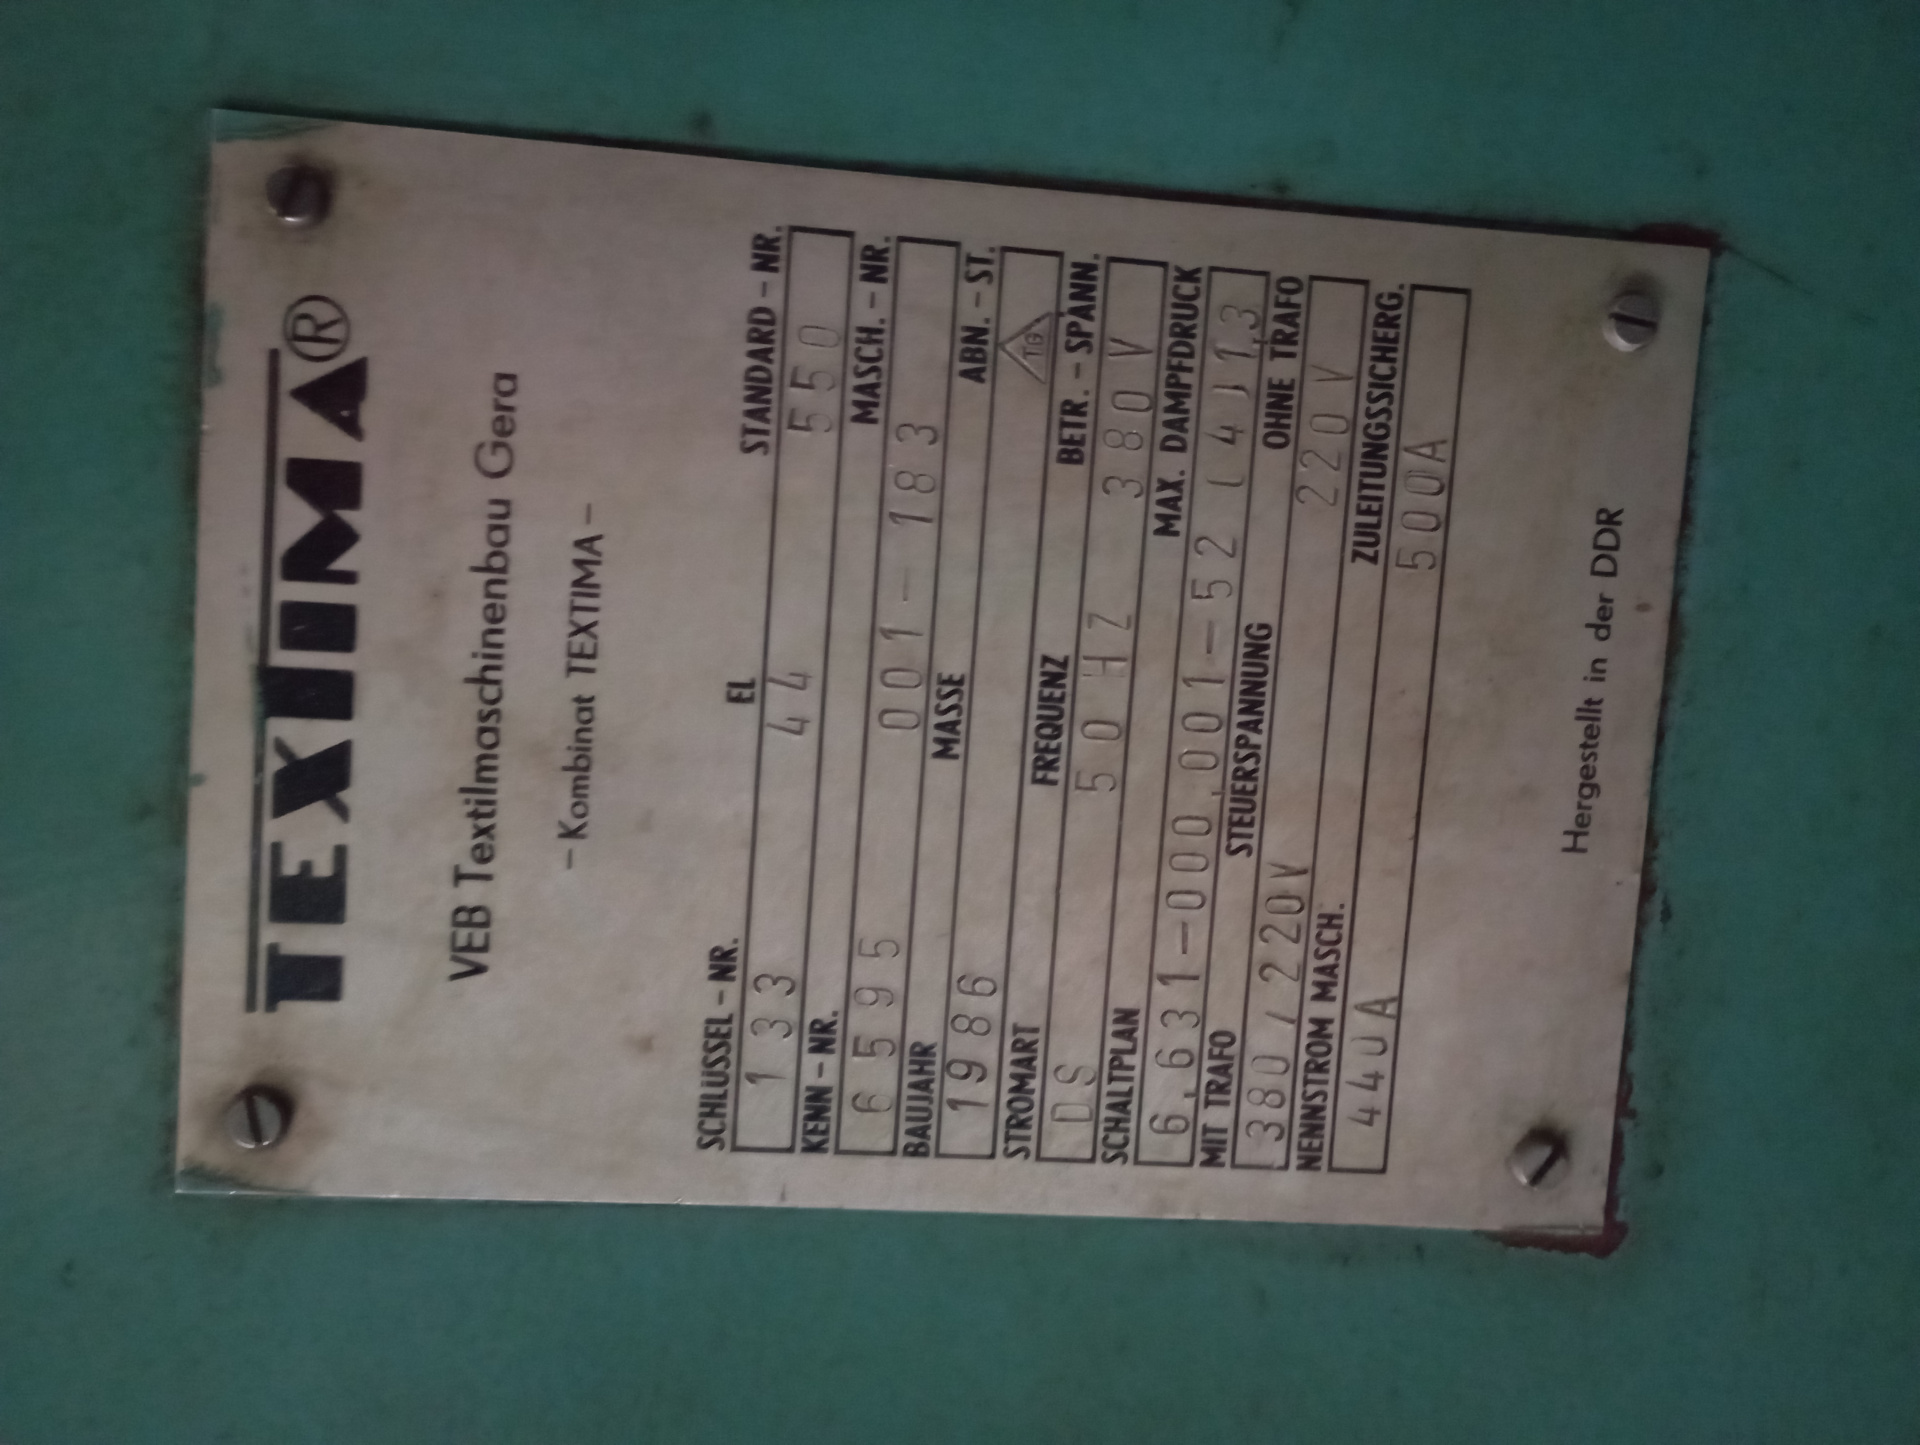 TEXTIMA®
VEB Textilmaschinenbau Gera
– Kombinat TEXTIMA –
SCHLÜSSEL-NR. EL STANDARD-NR.
133 44 550
KENN-NR. MASCH.-NR.
6595 001-183
BAUJAHR MASSE ABN.-ST.
1986 TG
STROMART FREQUENZ BETR.-SPANN.
DS 50 HZ 380 V
SCHALTPLAN MAX. DAMPFDRUCK
6.631-000.001-52
MIT TRAFO STEUERSPANNUNG OHNE TRAFO
380/220V 220 V
NENNSTROM MASCH. ZULEITUNGSSICHERG.
440A 500A
Hergestellt in der DDR